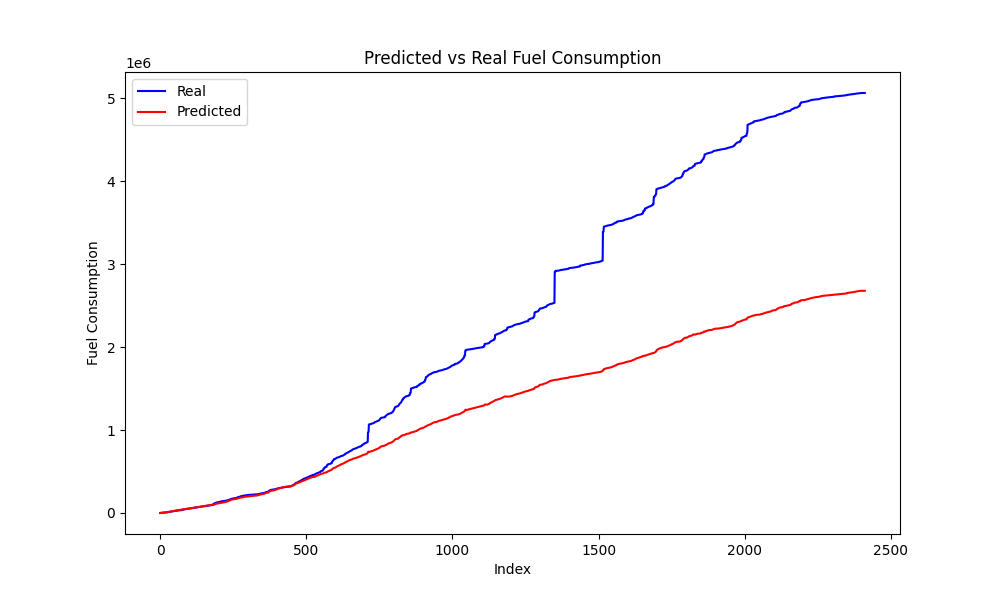 Predicted vs Real Fuel Consumption
1e6
Real
Predicted
5
4
3
2
1
0
Fuel Consumption
0 500 1000 1500 2000 2500
Index